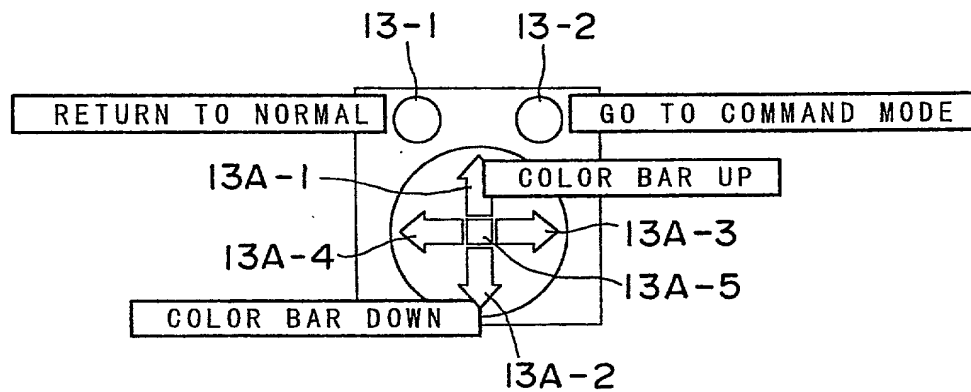 13-1 13-2
RETURN TO NORMAL GO TO COMMAND MODE
13A-1 COLOR BAR UP
13A-4 13A-3
13A-5
COLOR BAR DOWN
13A-2